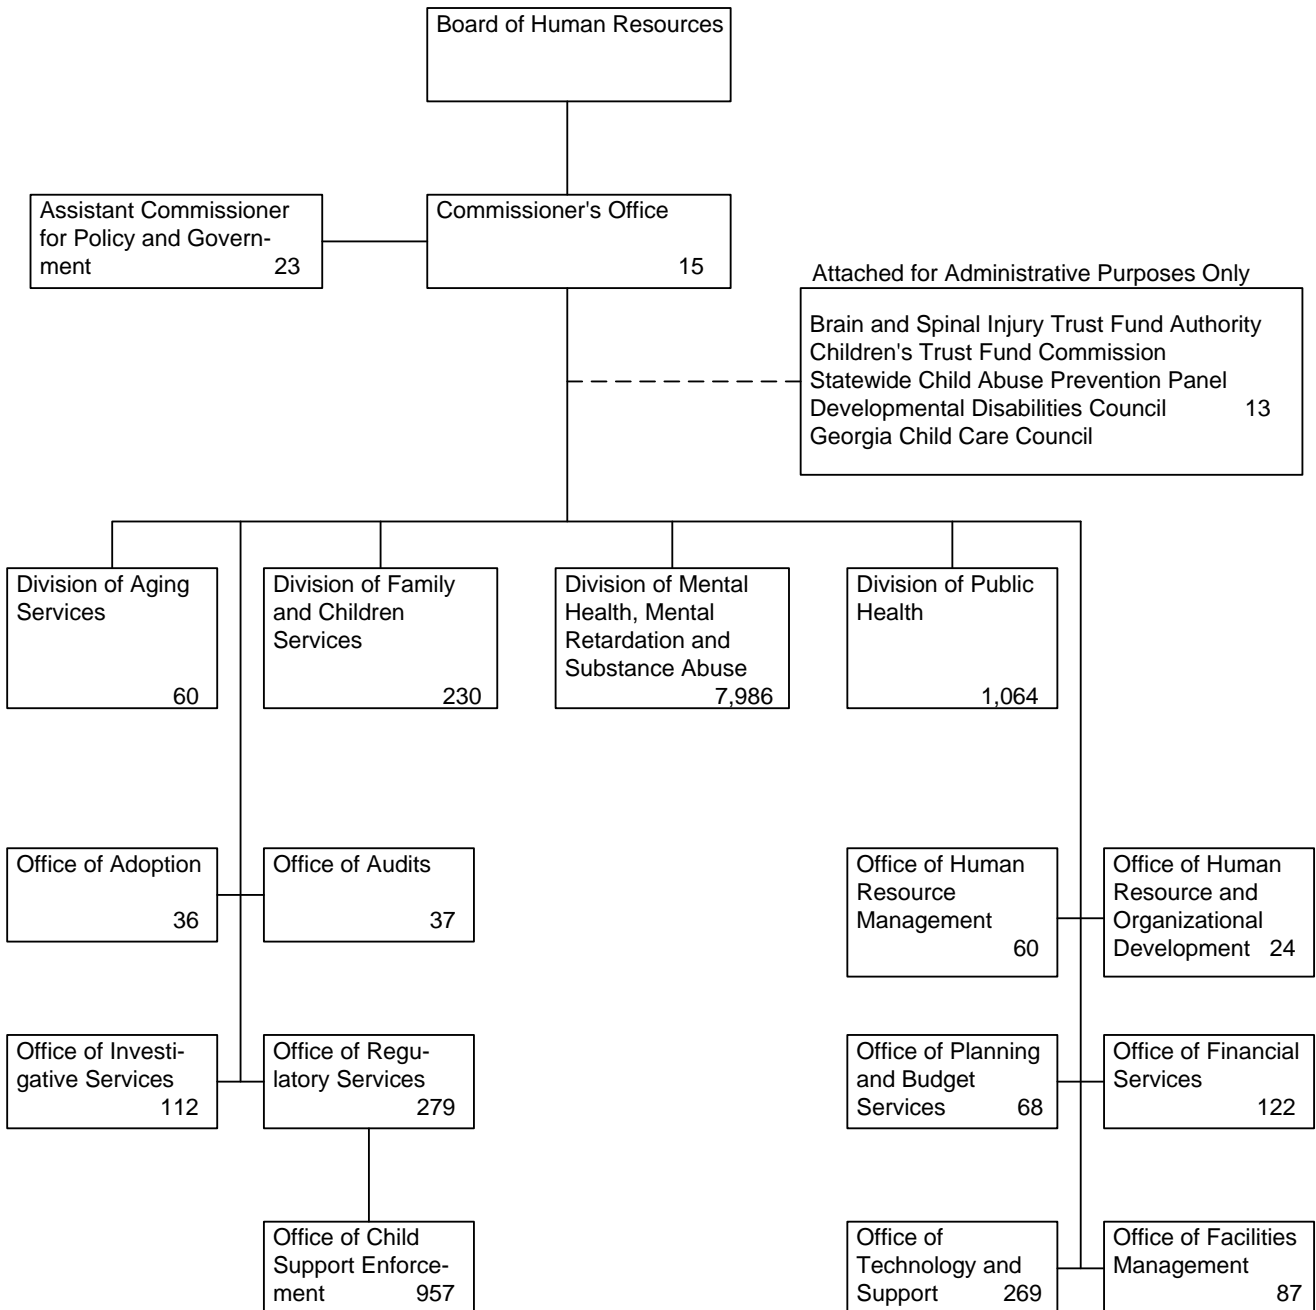 Board of Human Resources
Assistant Commissioner
for Policy and Govern-
ment 23
Commissioner's Office
15
Attached for Administrative Purposes Only
Brain and Spinal Injury Trust Fund Authority
Children's Trust Fund Commission
Statewide Child Abuse Prevention Panel
Developmental Disabilities Council 13
Georgia Child Care Council
Division of Aging
Services
60
Division of Family
and Children
Services
230
Division of Mental
Health, Mental
Retardation and
Substance Abuse
7,986
Division of Public
Health
1,064
Office of Adoption
36
Office of Audits
37
Office of Human
Resource
Management
60
Office of Human
Resource and
Organizational
Development 24
Office of Investi-
gative Services
112
Office of Regu-
latory Services
279
Office of Planning
and Budget
Services 68
Office of Financial
Services
122
Office of Child
Support Enforce-
ment 957
Office of
Technology and
Support 269
Office of Facilities
Management
87